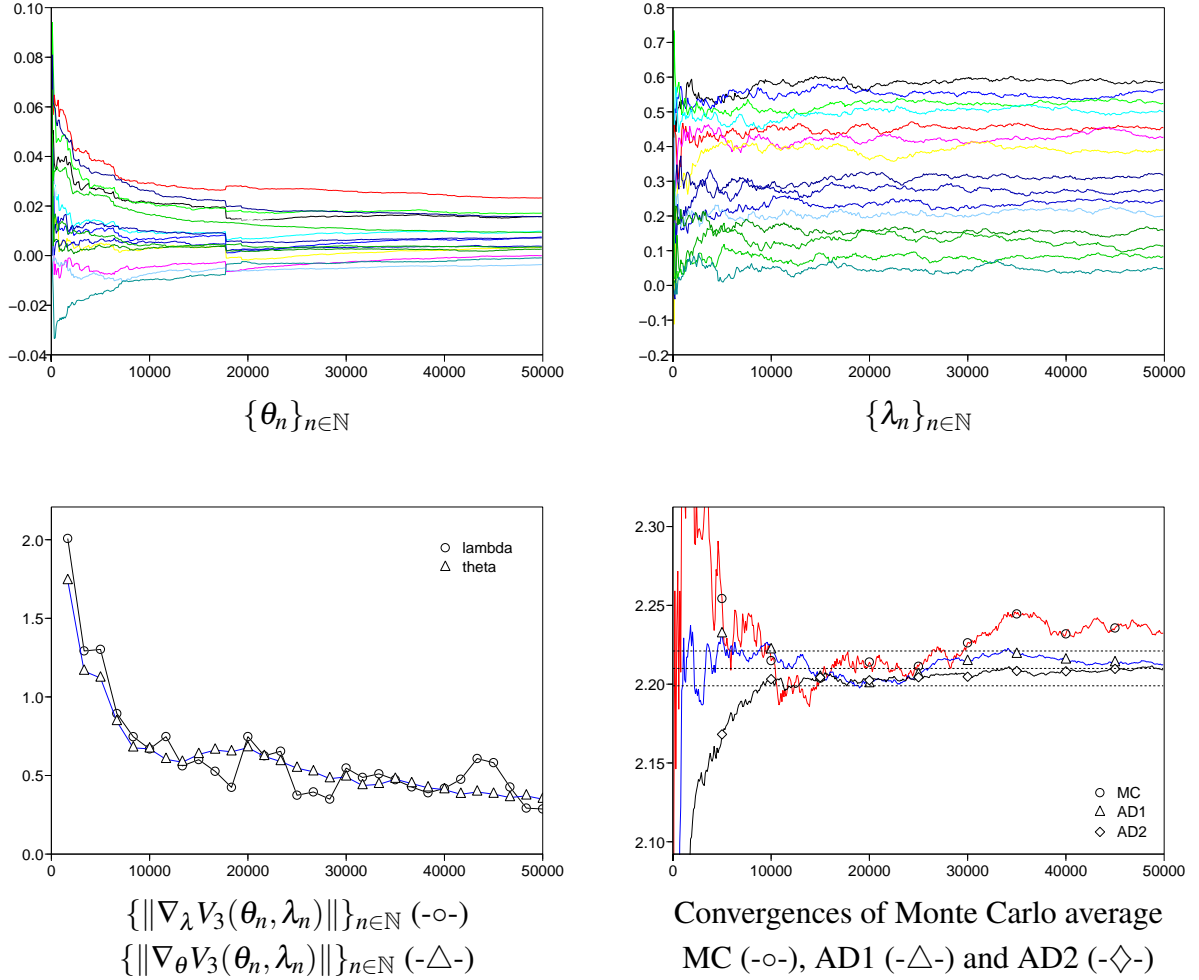 0.10
0.08
0.06
0.04
0.02
0.00
−0.02
−0.04
0 10000 20000 30000 40000 50000
{θn}n∈ℕ
0.8
0.7
0.6
0.5
0.4
0.3
0.2
0.1
0.0
−0.1
−0.2
0 10000 20000 30000 40000 50000
{λn}n∈ℕ
2.0
1.5
1.0
0.5
0.0
lambda
theta
0 10000 20000 30000 40000 50000
{‖∇λV3(θn, λn)‖}n∈ℕ (-○-)
{‖∇θV3(θn, λn)‖}n∈ℕ (-△-)
2.30
2.25
2.20
2.15
2.10
MC
AD1
AD2
0 10000 20000 30000 40000 50000
Convergences of Monte Carlo average
MC (-○-), AD1 (-△-) and AD2 (-◇-)